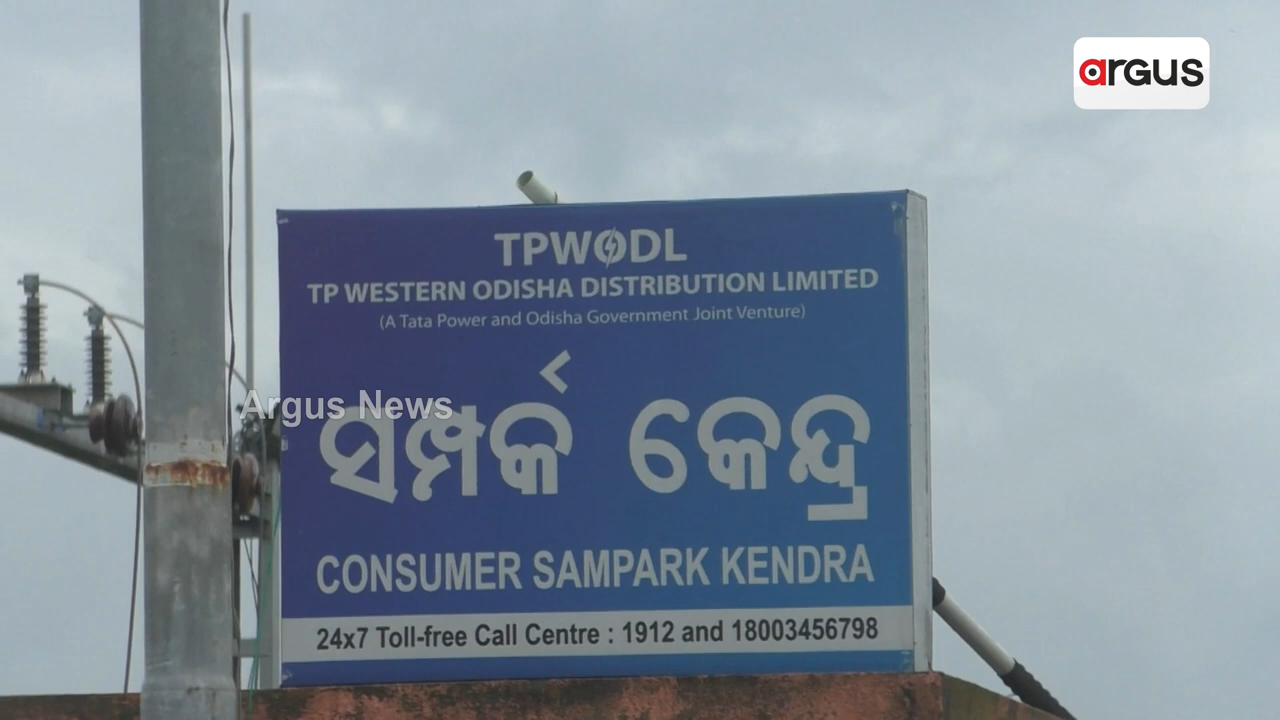 argus
TPWODL
TP WESTERN ODISHA DISTRIBUTION LIMITED
(A Tata Power and Odisha Government Joint Venture)
Argus News
ସମ୍ପର୍କ କେନ୍ଦ୍ର
CONSUMER SAMPARK KENDRA
24x7 Toll-free Call Centre : 1912 and 18003456798